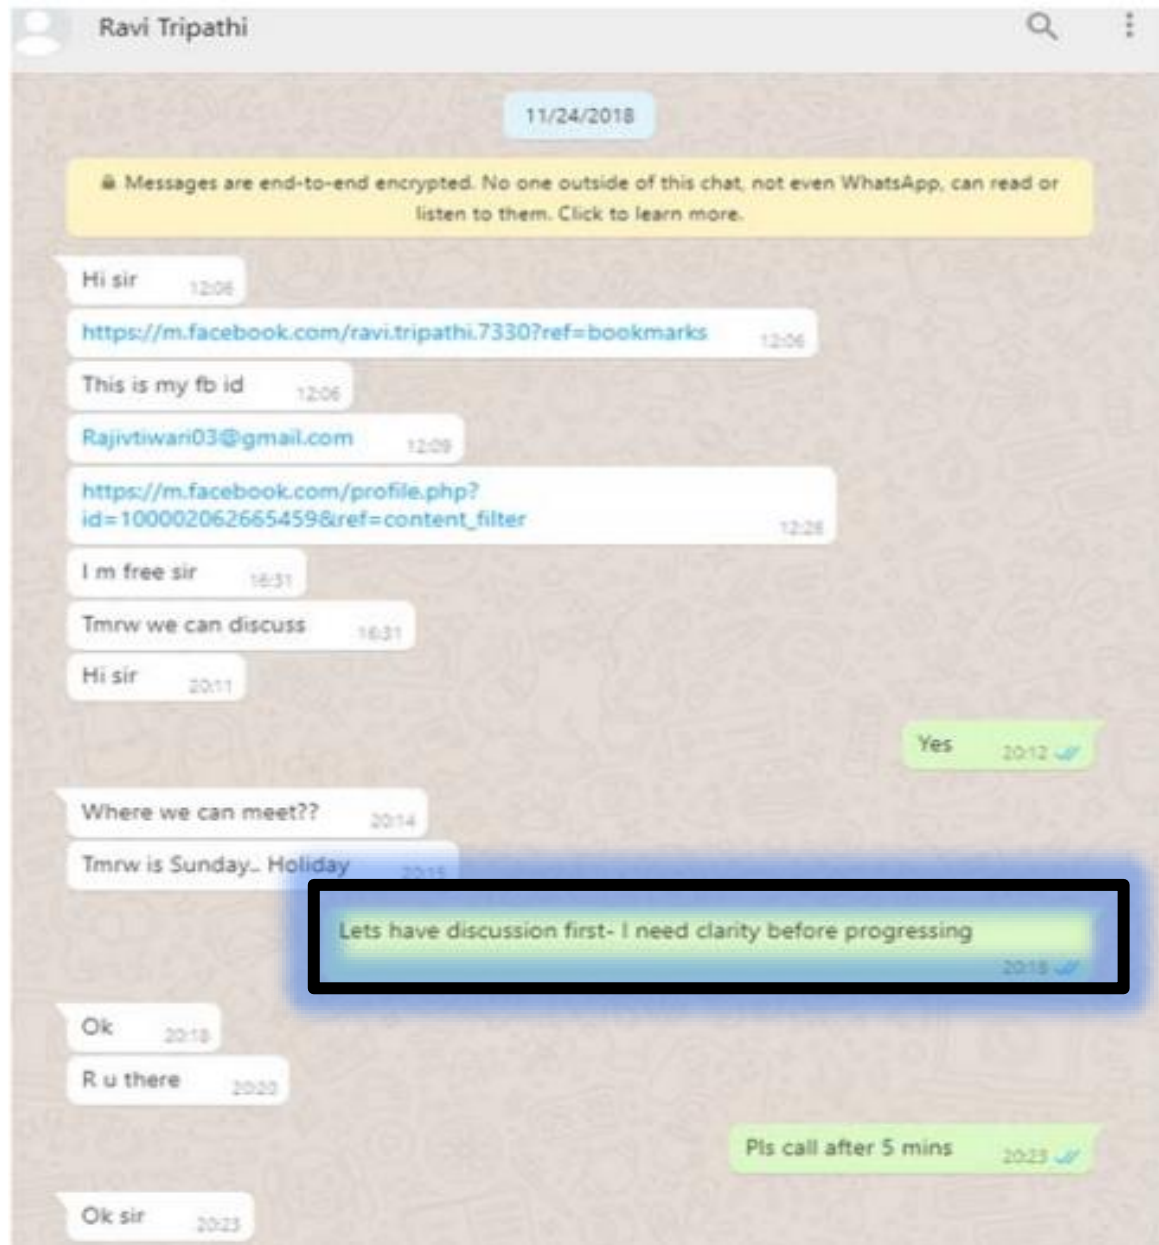 Ravi Tripathi
11/24/2018
Messages are end-to-end encrypted. No one outside of this chat, not even WhatsApp, can read or
listen to them. Click to learn more.
Hi sir 12:06
https://m.facebook.com/ravi.tripathi.7330?ref=bookmarks 12:06
This is my fb id 12:06
Rajivtiwari03@gmail.com 12:09
https://m.facebook.com/profile.php?
id=100002062665459&ref=content_filter 12:28
I m free sir 16:31
Tmrw we can discuss 16:31
Hi sir 20:11
Yes 20:12
Where we can meet?? 20:14
Tmrw is Sunday.. Holiday 20:15
Lets have discussion first- I need clarity before progressing
20:18
Ok 20:18
R u there 20:20
Pls call after 5 mins 20:23
Ok sir 20:23